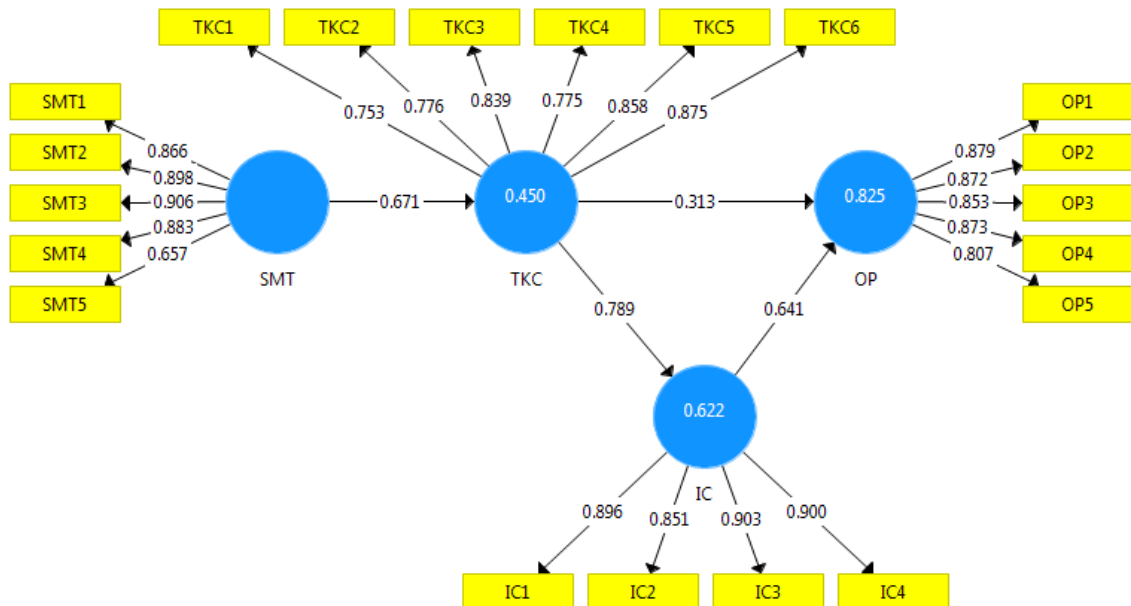 TKC1 TKC2 TKC3 TKC4 TKC5 TKC6
0.753 0.776 0.839 0.775 0.858 0.875
SMT1
SMT2
SMT3
SMT4
SMT5
0.866
0.898
0.906
0.883
0.657
SMT
0.671
0.450
TKC
0.313
0.825
OP
0.879
0.872
0.853
0.873
0.807
OP1
OP2
OP3
OP4
OP5
0.789
0.641
0.622
IC
0.896 0.851 0.903 0.900
IC1 IC2 IC3 IC4